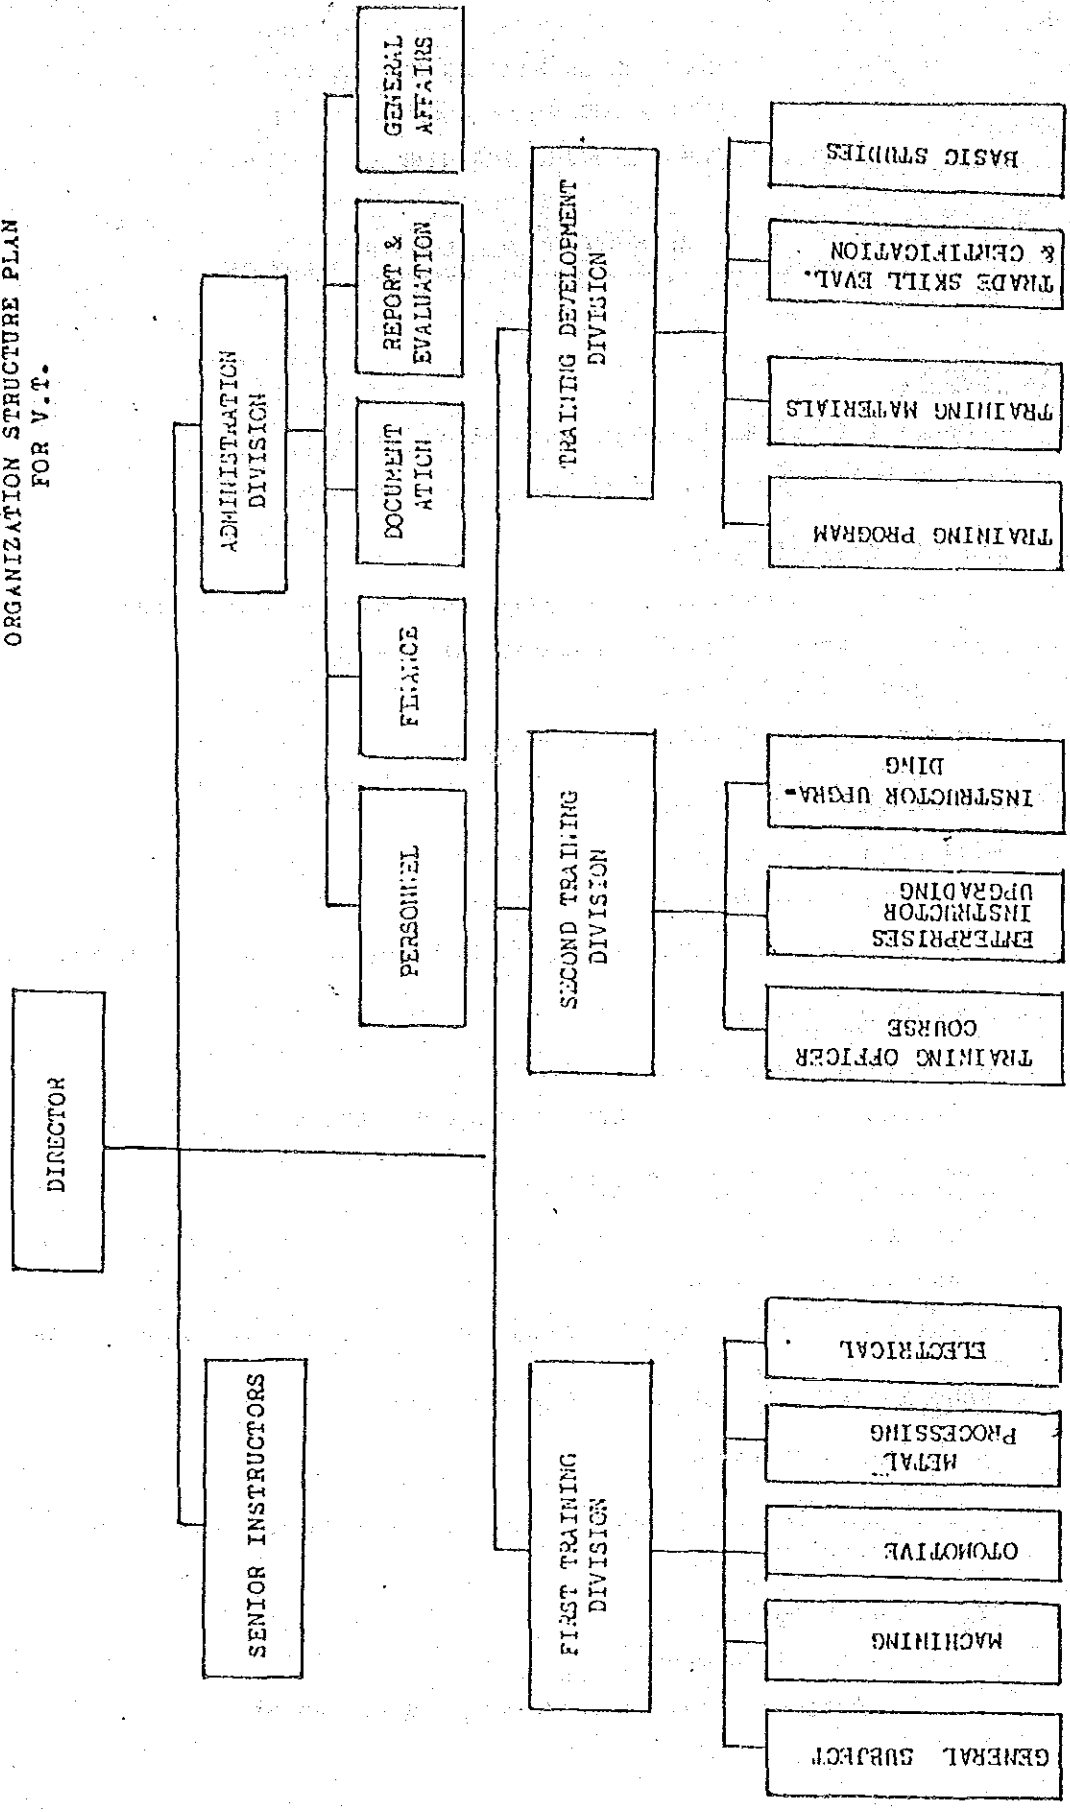 ORGANIZATION STRUCTURE PLAN
FOR V.T.
DIRECTOR
SENIOR INSTRUCTORS
ADMINISTRATION
DIVISION
PERSONNEL
FINANCE
DOCUMENT
ATION
REPORT &
EVALUATION
GENERAL
AFFAIRS
FIRST TRAINING
DIVISION
SECOND TRAINING
DIVISION
TRAINING DEVELOPMENT
DIVISION
GENERAL SUBJECT
MACHINING
OTOMOTIVE
METAL
PROCESSING
ELECTRICAL
TRAINING OFFICER
COURSE
ENTERPRISES
INSTRUCTOR
UPGRADING
INSTRUCTOR UPGRA-
DING
TRAINING PROGRAM
TRAINING MATERIALS
TRADE SKILL EVAL.
& CERTIFICATION
BASIC STUDIES